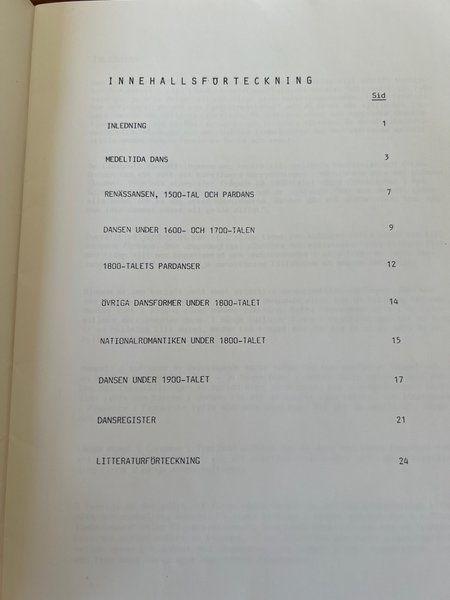 INNEHALLSFÖRTECKNING
Sid
INLEDNING 1
MEDELTIDA DANS 3
RENÄSSANSEN, 1500-TAL OCH PARDANS 7
DANSEN UNDER 1600- OCH 1700-TALEN 9
1800-TALETS PARDANSER 12
ÖVRIGA DANSFORMER UNDER 1800-TALET 14
NATIONALROMANTIKEN UNDER 1800-TALET 15
DANSEN UNDER 1900-TALET 17
DANSREGISTER 21
LITTERATURFÖRTECKNING 24